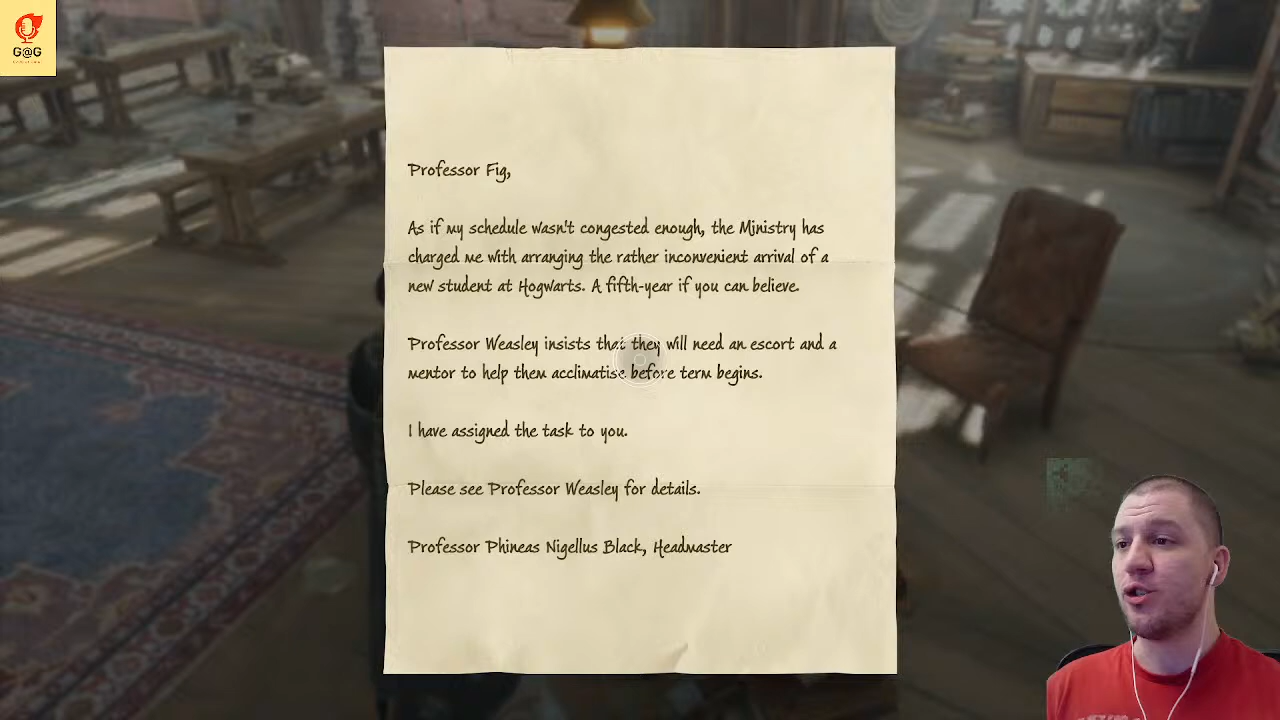 G@G
Professor Fig,
As if my schedule wasn't congested enough, the Ministry has
charged me with arranging the rather inconvenient arrival of a
new student at Hogwarts. A fifth-year if you can believe.
Professor Weasley insists that they will need an escort and a
mentor to help them acclimatise before term begins.
I have assigned the task to you.
Please see Professor Weasley for details.
Professor Phineas Nigellus Black, Headmaster